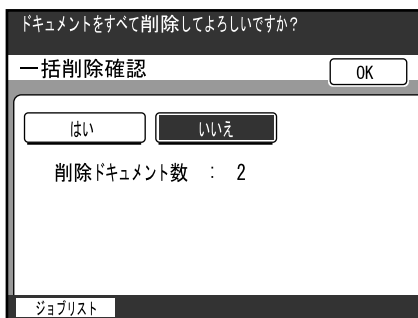 ドキュメントをすべて削除してよろしいですか?
一括削除確認
OK
はい いいえ
削除ドキュメント数 : 2
ジョブリスト